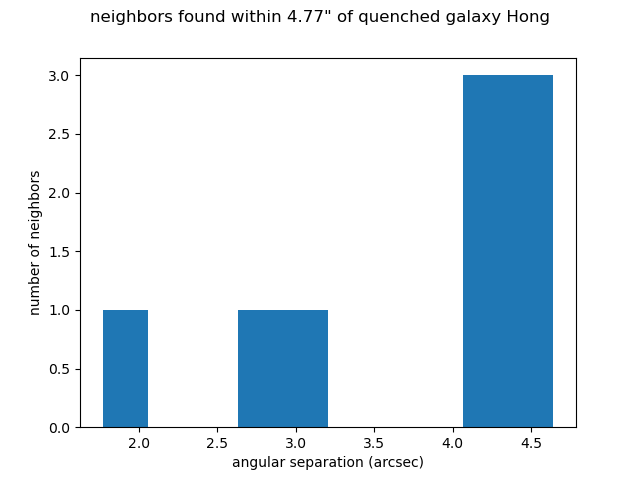 neighbors found within 4.77" of quenched galaxy Hong
3.0
2.5
2.0
1.5
1.0
0.5
0.0
number of neighbors
2.0 2.5 3.0 3.5 4.0 4.5
angular separation (arcsec)